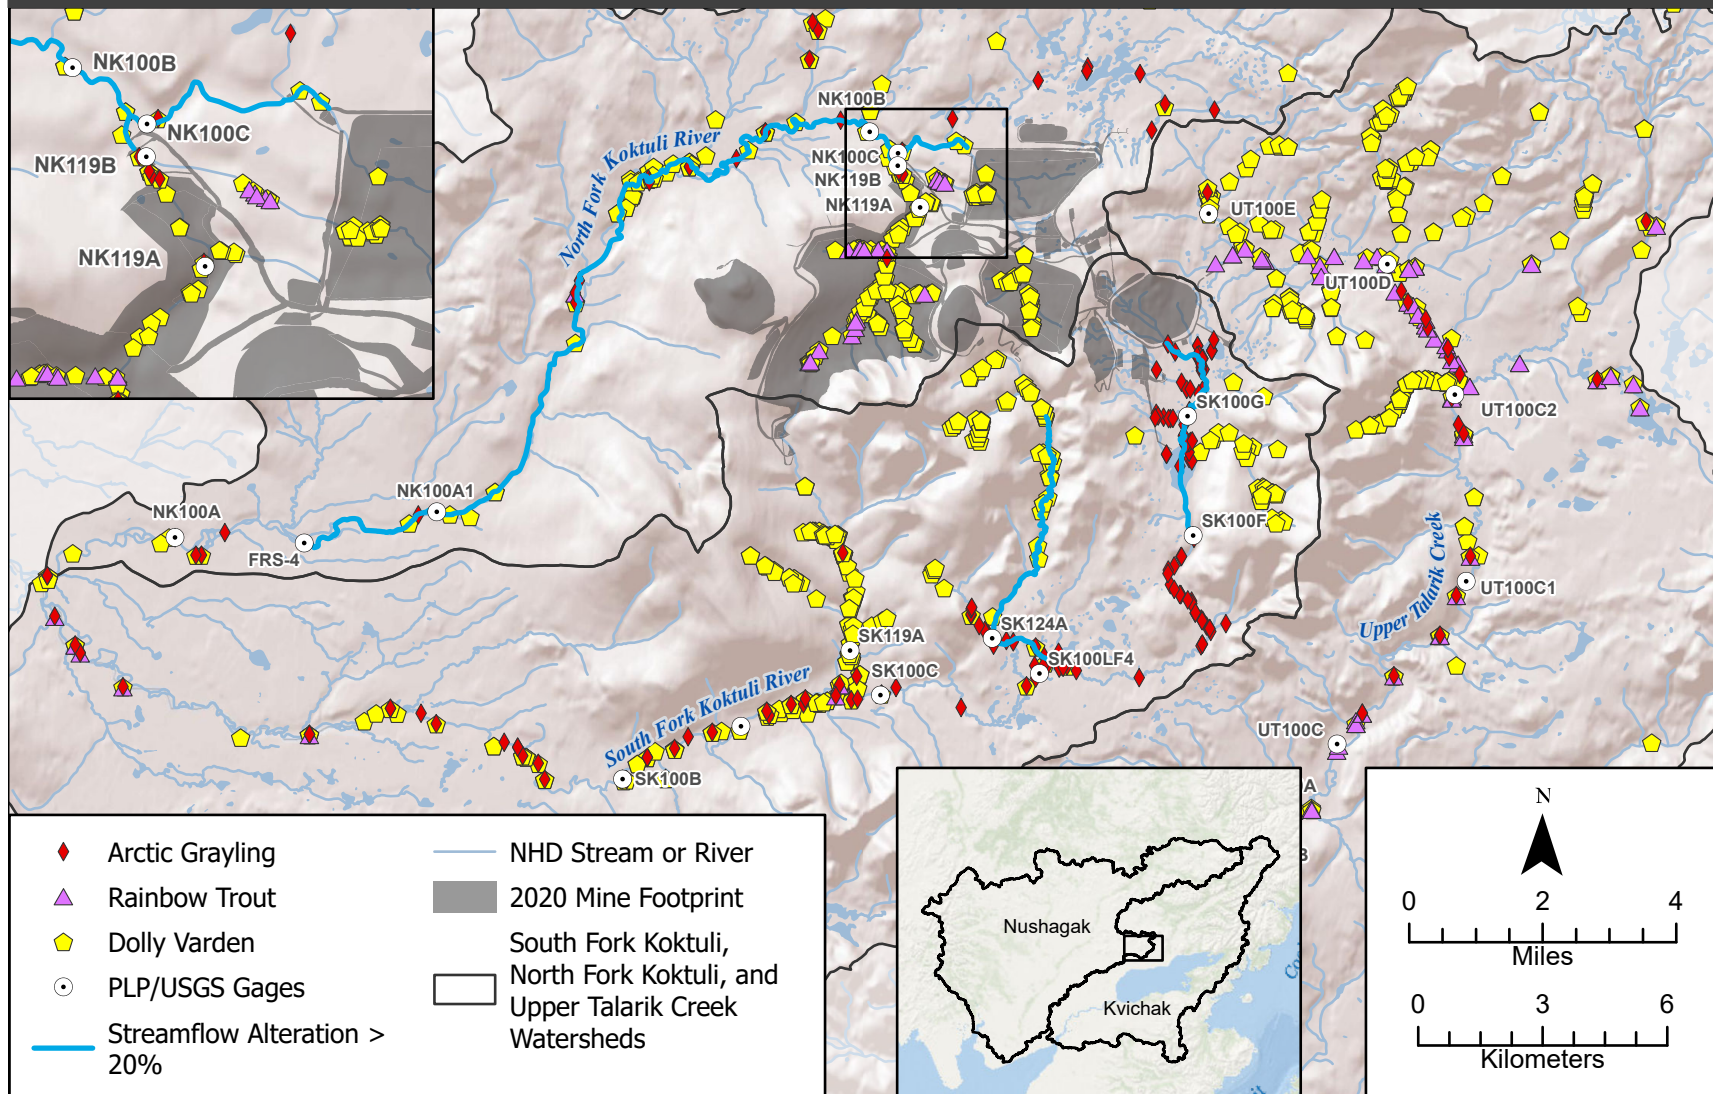 NK100B
NK100C
NK119B
NK119A
NK100B
North Fork Koktuli River
NK100C
NK119B
NK119A
UT100E
UT100D
SK100G
UT100C2
NK100A1
NK100A
FRS-4
SK100F
Upper Talarik Creek
UT100C1
SK124A
SK119A
SK100LF4
SK100C
South Fork Koktuli River
SK100B
UT100C
A
B
Arctic Grayling
Rainbow Trout
Dolly Varden
PLP/USGS Gages
Streamflow Alteration >
20%
NHD Stream or River
2020 Mine Footprint
South Fork Koktuli,
North Fork Koktuli, and
Upper Talarik Creek
Watersheds
Nushagak
Kvichak
N
0 2 4
Miles
0 3 6
Kilometers